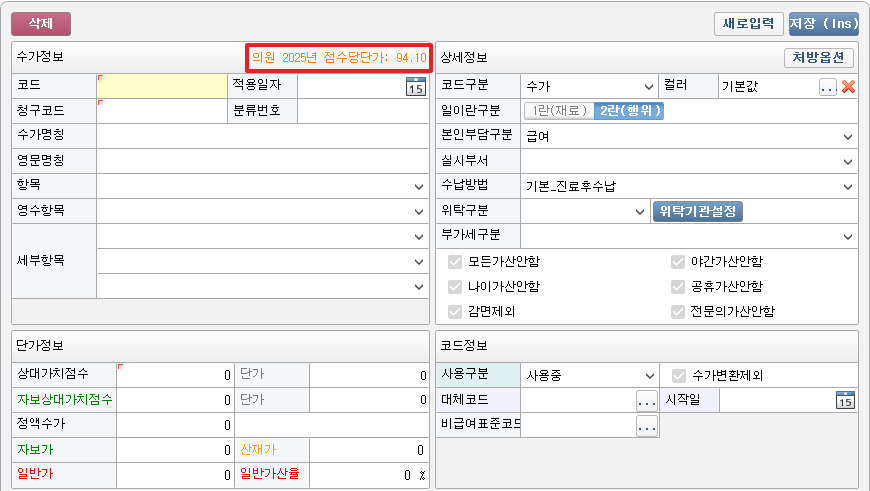 삭제
새로입력
저장 (Ins)
수가정보
의원 2025년 점수당단가: 94.10
상세정보
처방옵션
코드
적용일자
15
코드구분
수가
컬러
기본값
...
청구코드
분류번호
일이란구분
1란(재료)
2란(행위)
수가명칭
본인부담구분
급여
영문명칭
실시부서
항목
수납방법
기본_진료후수납
영수항목
위탁구분
위탁기관설정
부가세구분
세부항목
모든가산안함
야간가산안함
나이가산안함
공휴가산안함
감면제외
전문의가산안함
단가정보
코드정보
상대가치점수
0
단가
0
사용구분
사용중
수가변환제외
자보상대가치점수
0
단가
0
대체코드
...
시작일
15
정액수가
0
비급여표준코드
...
자보가
0
산재가
0
일반가
0
일반가산율
0 %